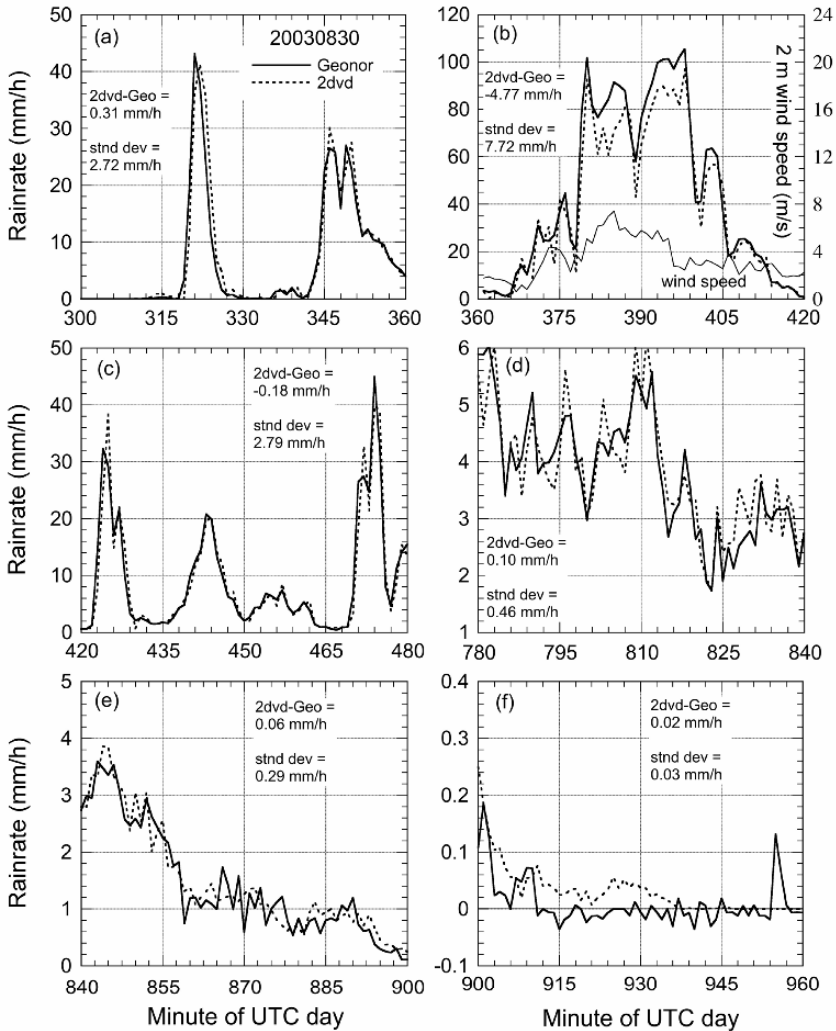 (a)
20030830
Geonor
2dvd
2dvd-Geo =
0.31 mm/h
stnd dev =
2.72 mm/h
Rainrate (mm/h)
50
40
30
20
10
0
300 315 330 345 360
(b)
2dvd-Geo =
-4.77 mm/h
stnd dev =
7.72 mm/h
wind speed
120
100
80
60
40
20
0
24
20
16
12
8
4
0
2 m wind speed (m/s)
360 375 390 405 420
(c)
2dvd-Geo =
-0.18 mm/h
stnd dev =
2.79 mm/h
Rainrate (mm/h)
50
40
30
20
10
0
420 435 450 465 480
(d)
2dvd-Geo =
0.10 mm/h
stnd dev =
0.46 mm/h
6
5
4
3
2
1
780 795 810 825 840
(e)
2dvd-Geo =
0.06 mm/h
stnd dev =
0.29 mm/h
Rainrate (mm/h)
5
4
3
2
1
0
840 855 870 885 900
Minute of UTC day
(f)
2dvd-Geo =
0.02 mm/h
stnd dev =
0.03 mm/h
0.4
0.3
0.2
0.1
0
-0.1
900 915 930 945 960
Minute of UTC day